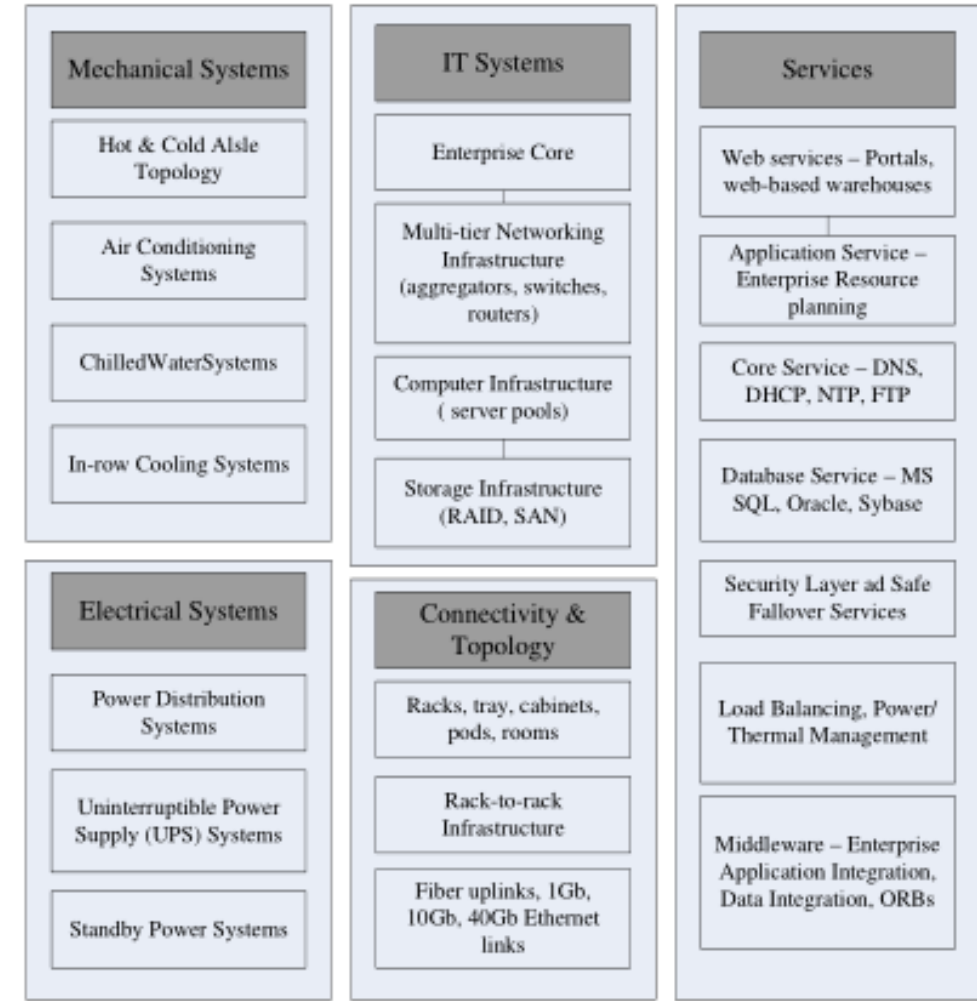 Mechanical Systems
Hot & Cold Alsle
Topology
Air Conditioning
Systems
ChilledWaterSystems
In-row Cooling Systems
Electrical Systems
Power Distribution
Systems
Uninterruptible Power
Supply (UPS) Systems
Standby Power Systems
IT Systems
Enterprise Core
Multi-tier Networking
Infrastructure
(aggregators, switches,
routers)
Computer Infrastructure
( server pools)
Storage Infrastructure
(RAID, SAN)
Connectivity &
Topology
Racks, tray, cabinets,
pods, rooms
Rack-to-rack
Infrastructure
Fiber uplinks, 1Gb,
10Gb, 40Gb Ethernet
links
Services
Web services – Portals,
web-based warehouses
Application Service –
Enterprise Resource
planning
Core Service – DNS,
DHCP, NTP, FTP
Database Service – MS
SQL, Oracle, Sybase
Security Layer ad Safe
Fallover Services
Load Balancing, Power/
Thermal Management
Middleware – Enterprise
Application Integration,
Data Integration, ORBs